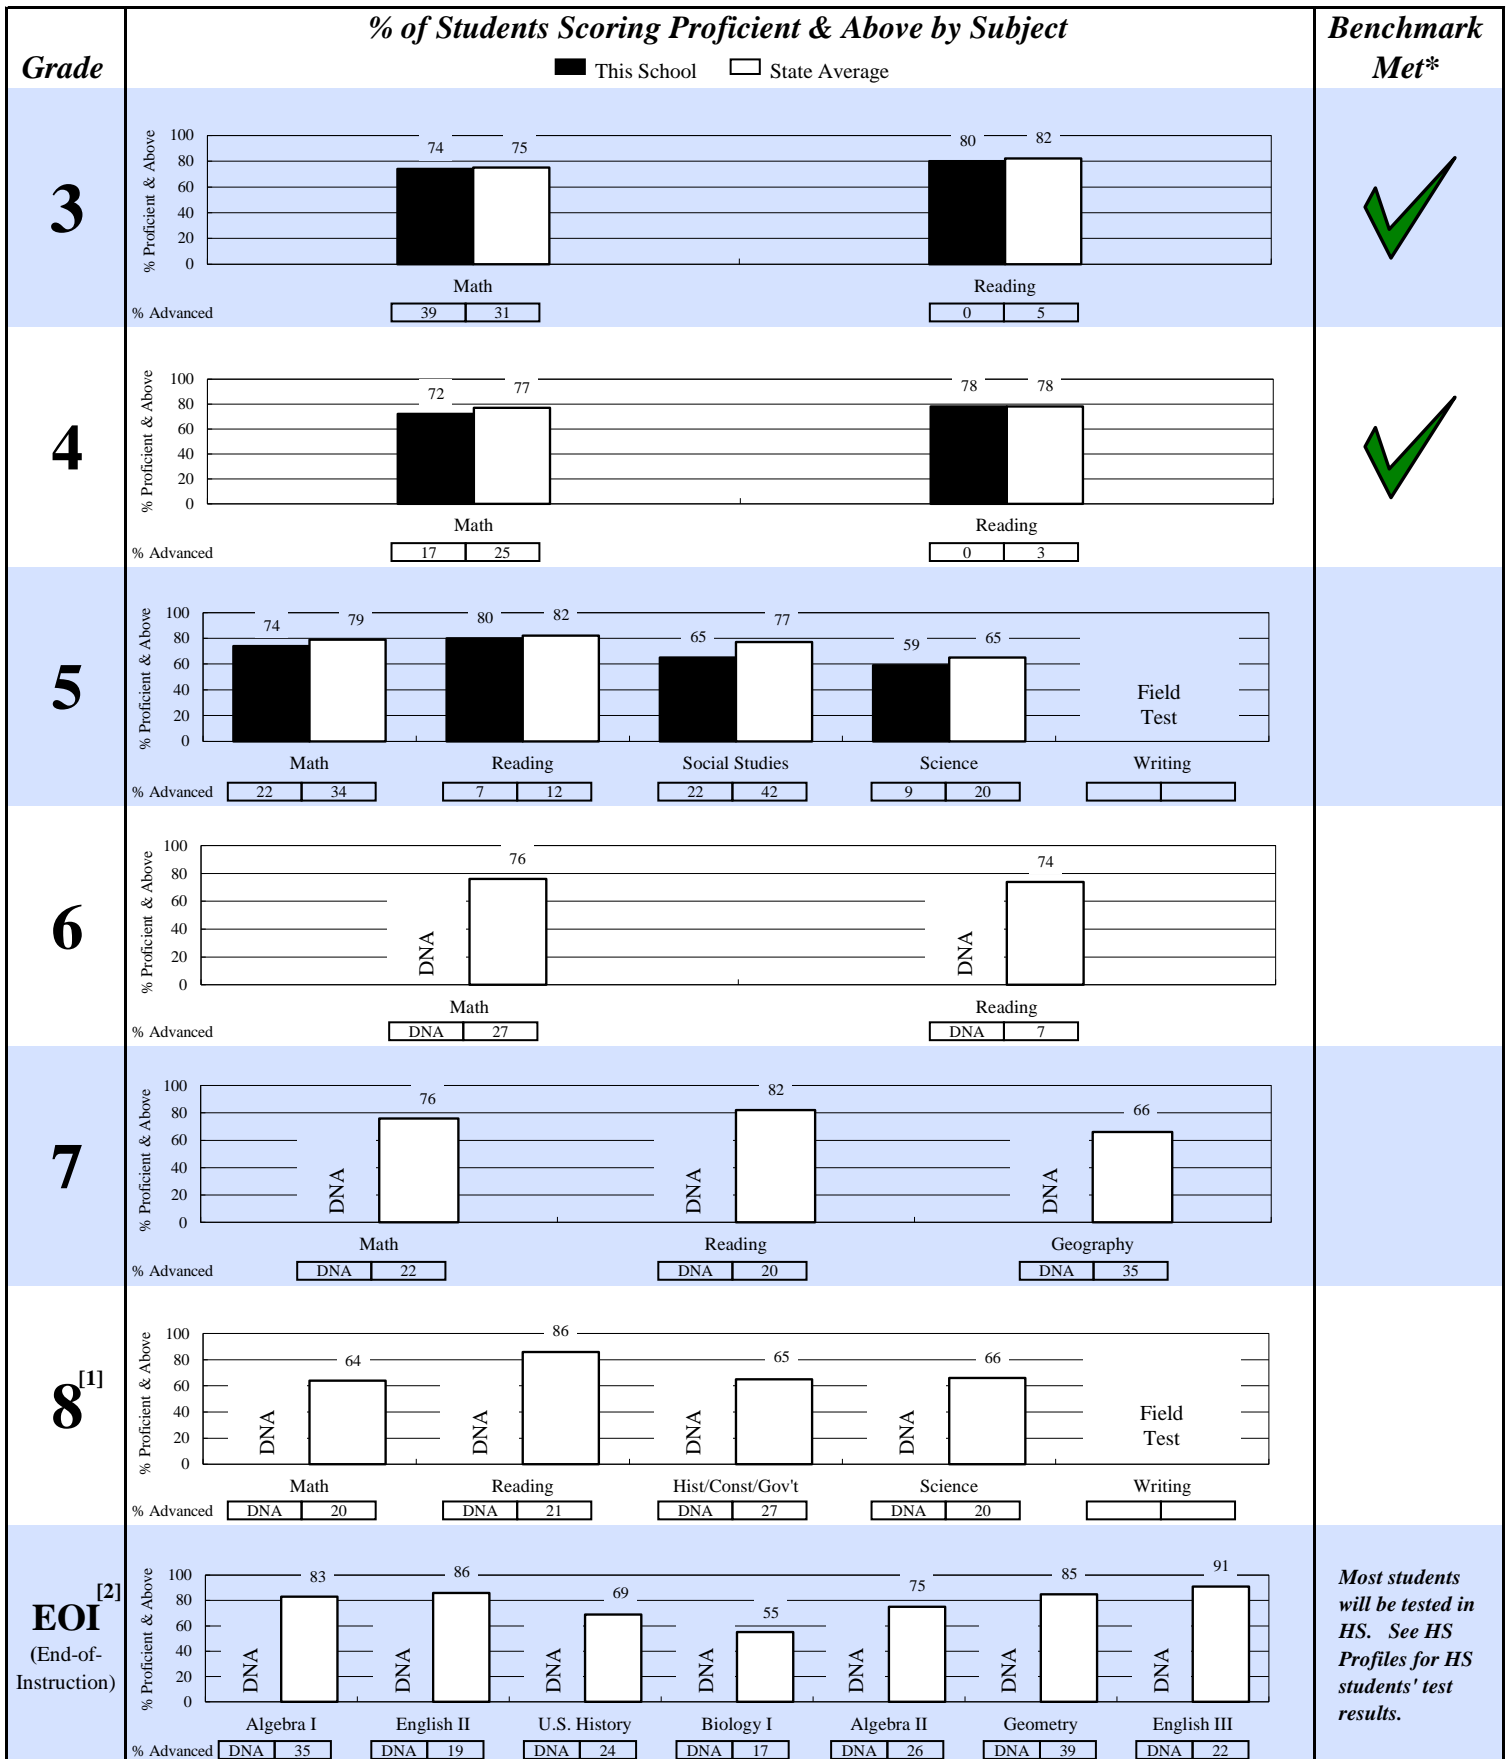 % of Students Scoring Proficient & Above by Subject
Benchmark
Met*
Grade
This School State Average
3
% Proficient & Above
100
80
60
40
20
0
74 75
80 82
Math Reading
% Advanced 39 31 0 5
4
% Proficient & Above
100
80
60
40
20
0
72 77
78 78
Math Reading
% Advanced 17 25 0 3
5
% Proficient & Above
100
80
60
40
20
0
74 79
80 82
65 77
59 65
Field
Test
Math Reading Social Studies Science Writing
% Advanced 22 34 7 12 22 42 9 20
6
% Proficient & Above
100
80
60
40
20
0
DNA 76
DNA 74
Math Reading
% Advanced DNA 27 DNA 7
7
% Proficient & Above
100
80
60
40
20
0
DNA 76
DNA 82
DNA 66
Math Reading Geography
% Advanced DNA 22 DNA 20 DNA 35
8[1]
% Proficient & Above
100
80
60
40
20
0
DNA 64
DNA 86
DNA 65
DNA 66
Field
Test
Math Reading Hist/Const/Gov't Science Writing
% Advanced DNA 20 DNA 21 DNA 27 DNA 20
EOI[2]
(End-of-
Instruction)
% Proficient & Above
100
80
60
40
20
0
DNA 83
DNA 86
DNA 69
DNA 55
DNA 75
DNA 85
DNA 91
Algebra I English II U.S. History Biology I Algebra II Geometry English III
% Advanced DNA 35 DNA 19 DNA 24 DNA 17 DNA 26 DNA 39 DNA 22
Most students
will be tested in
HS. See HS
Profiles for HS
students' test
results.